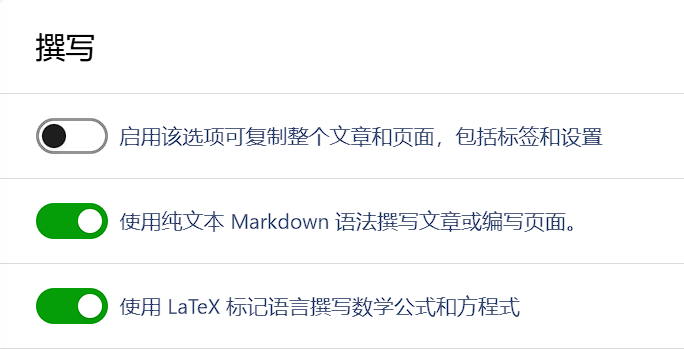 撰写
启用该选项可复制整个文章和页面，包括标签和设置
使用纯文本 Markdown 语法撰写文章或编写页面。
使用 LaTeX 标记语言撰写数学公式和方程式